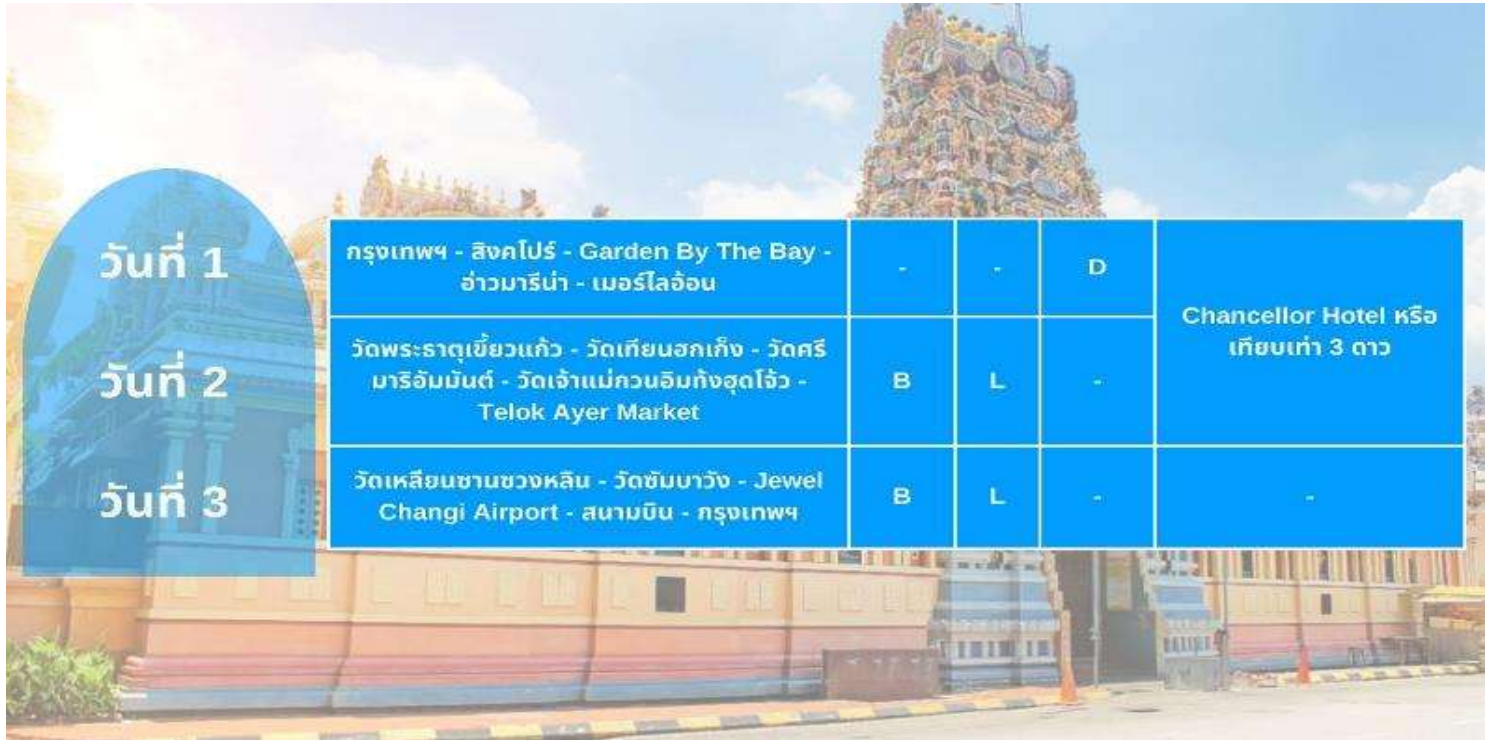 วันที่ 1
กรุงเทพฯ - สิงคโปร์ - Garden By The Bay -
อ่าวมารีน่า - เมอร์ไลอ้อน
-
-
D
Chancellor Hotel หรือ
เทียบเท่า 3 ดาว
วันที่ 2
วัดพระธาตุเขี้ยวแก้ว - วัดเทียนฮกเก็ง - วัดศรี
มาริอัมมันต์ - วัดเจ้าแม่กวนอิมทังฮุดโจ้ว -
Telok Ayer Market
B
L
-
วันที่ 3
วัดเหลียนซานซวงหลิน - วัดซัมบาวัง - Jewel
Changi Airport - สนามบิน - กรุงเทพฯ
B
L
-
-